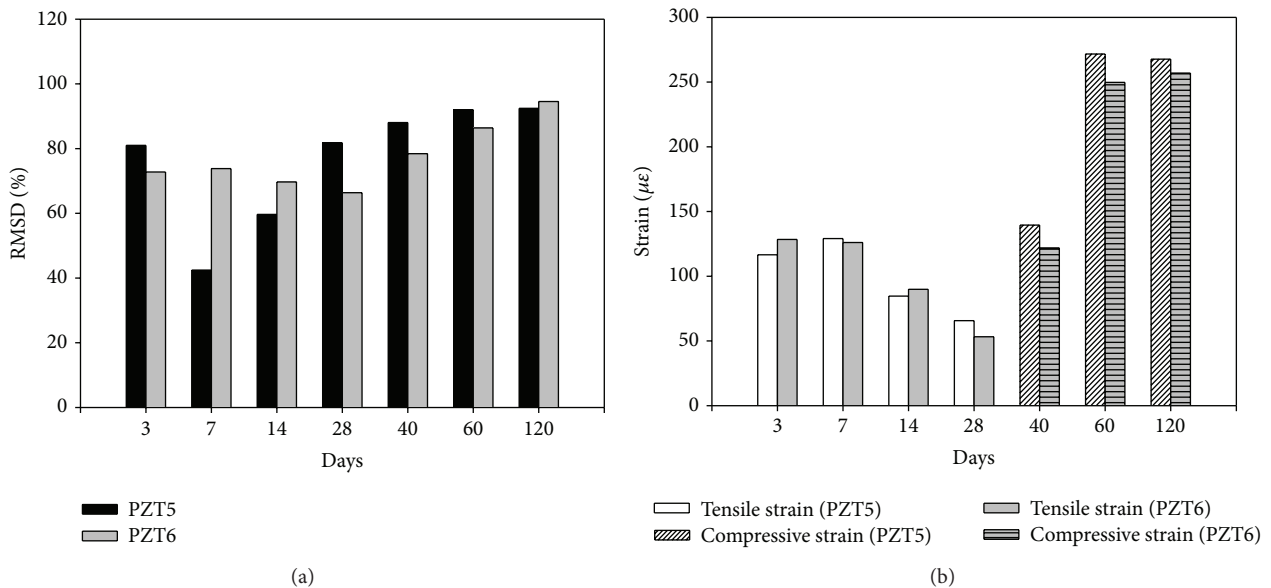 120
100
80
60
40
20
0
RMSD (%)
3 7 14 28 40 60 120
Days
PZT5
PZT6
(a)
300
250
200
150
100
50
0
Strain (με)
3 7 14 28 40 60 120
Days
Tensile strain (PZT5)
Compressive strain (PZT5)
Tensile strain (PZT6)
Compressive strain (PZT6)
(b)